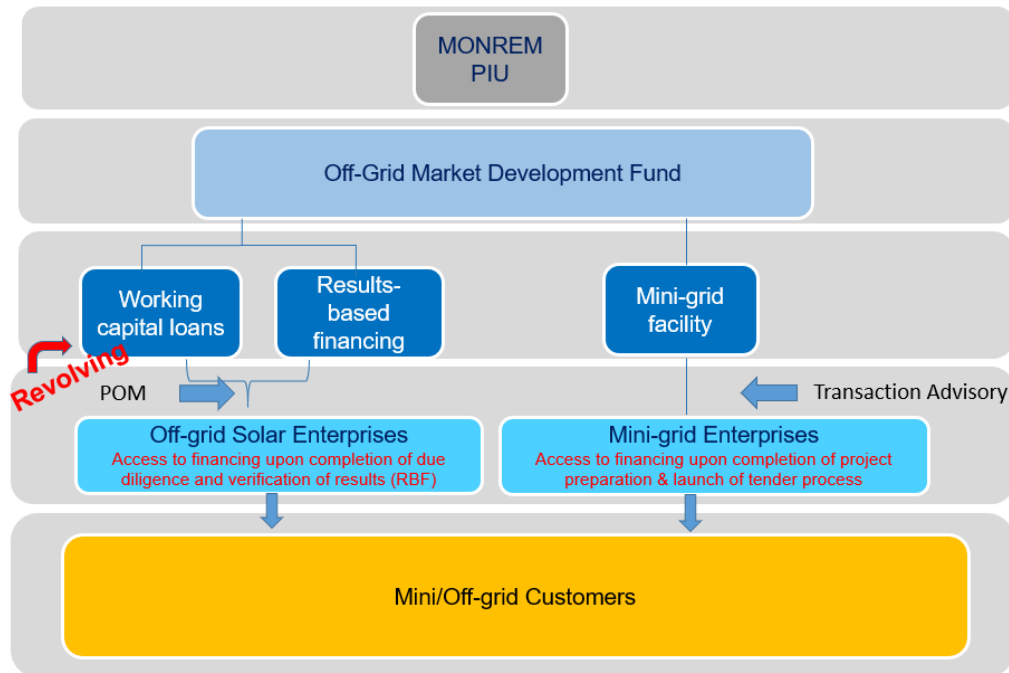 MONREM
PIU
Off-Grid Market Development Fund
Working
capital loans
Results-
based
financing
Mini-grid
facility
Revolving
POM
Transaction Advisory
Off-grid Solar Enterprises
Access to financing upon completion of due
diligence and verification of results (RBF)
Mini-grid Enterprises
Access to financing upon completion of project
preparation & launch of tender process
Mini/Off-grid Customers